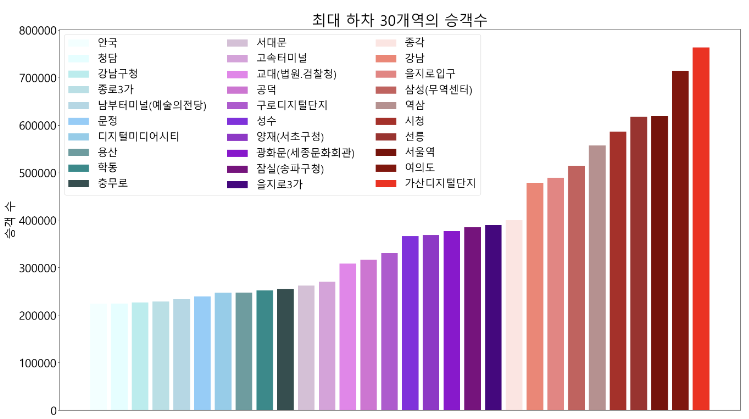 최대 하차 30개역의 승객수
800000
700000
600000
500000
400000
300000
200000
100000
0
승객 수
안국
청담
강남구청
종로3가
남부터미널(예술의전당)
문정
디지털미디어시티
용산
학동
충무로
서대문
고속터미널
교대(법원.검찰청)
공덕
구로디지털단지
성수
양재(서초구청)
광화문(세종문화회관)
잠실(송파구청)
을지로3가
종각
강남
을지로입구
삼성(무역센터)
역삼
시청
선릉
서울역
여의도
가산디지털단지